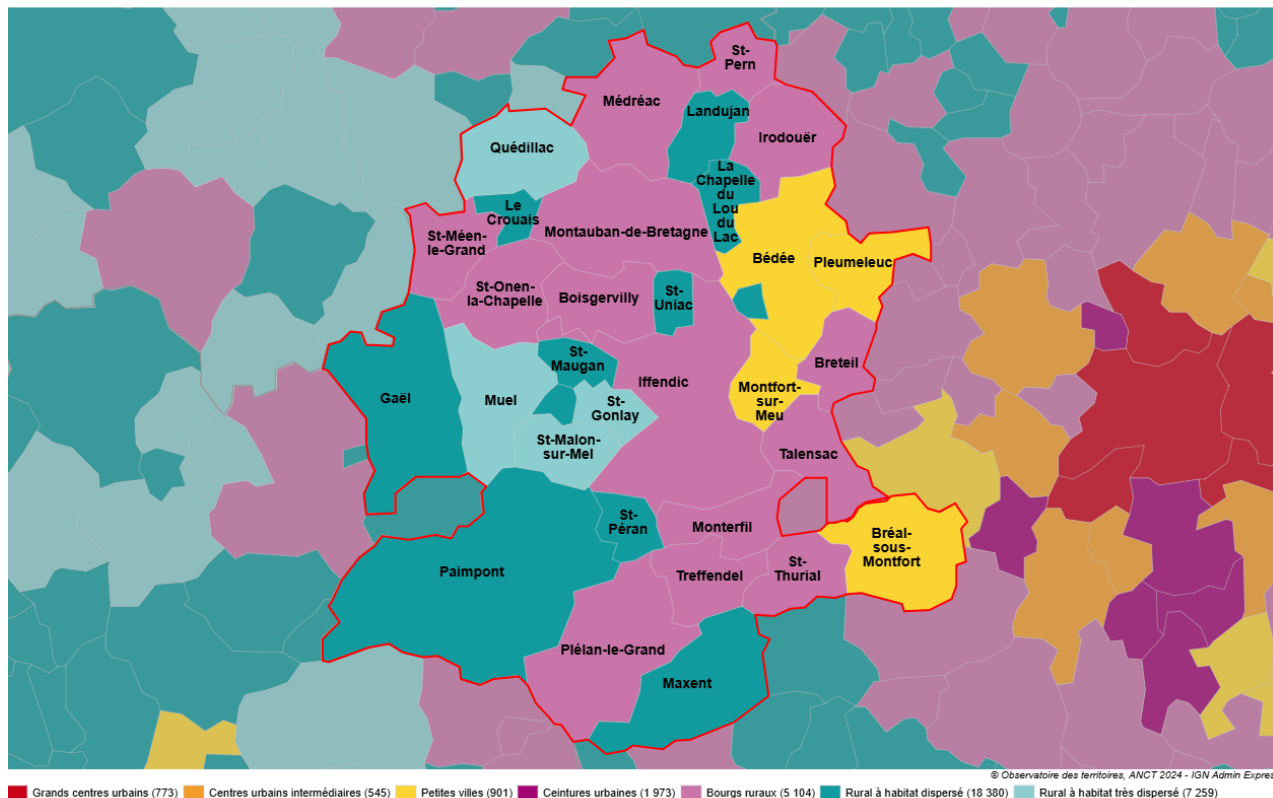 St-
Pern
Médréac
Landujan
Irodouër
Quédillac
La
Chapelle
du
Lou
du
Lac
Le
Crouais
St-Méen-
le-Grand
Montauban-de-Bretagne
Bédée
Pleumeleuc
St-Onen-
la-Chapelle
Boisgervilly
St-
Uniac
St-
Maugan
Breteil
Iffendic
Gaël
Muel
Montfort-
sur-
Meu
St-
Gonlay
St-Malon-
sur-Mel
Talensac
St-
Péran
Monterfil
Bréal-
sous-
Montfort
Paimpont
Treffendel
St-
Thurial
Plélan-le-Grand
Maxent
© Observatoire des territoires, ANCT 2024 - IGN Admin Expres
Grands centres urbains (773) Centres urbains intermédiaires (545) Petites villes (901) Ceintures urbaines (1 973) Bourgs ruraux (5 104) Rural à habitat dispersé (18 380) Rural à habitat très dispersé (7 259)